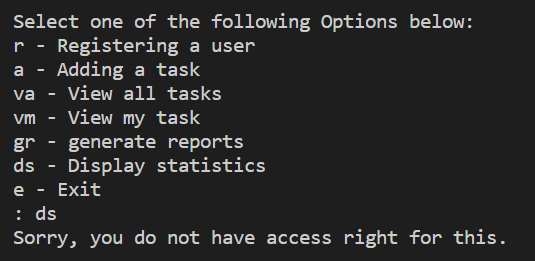 Select one of the following Options below:
r - Registering a user
a - Adding a task
va - View all tasks
vm - View my task
gr - generate reports
ds - Display statistics
e - Exit
: ds
Sorry, you do not have access right for this.